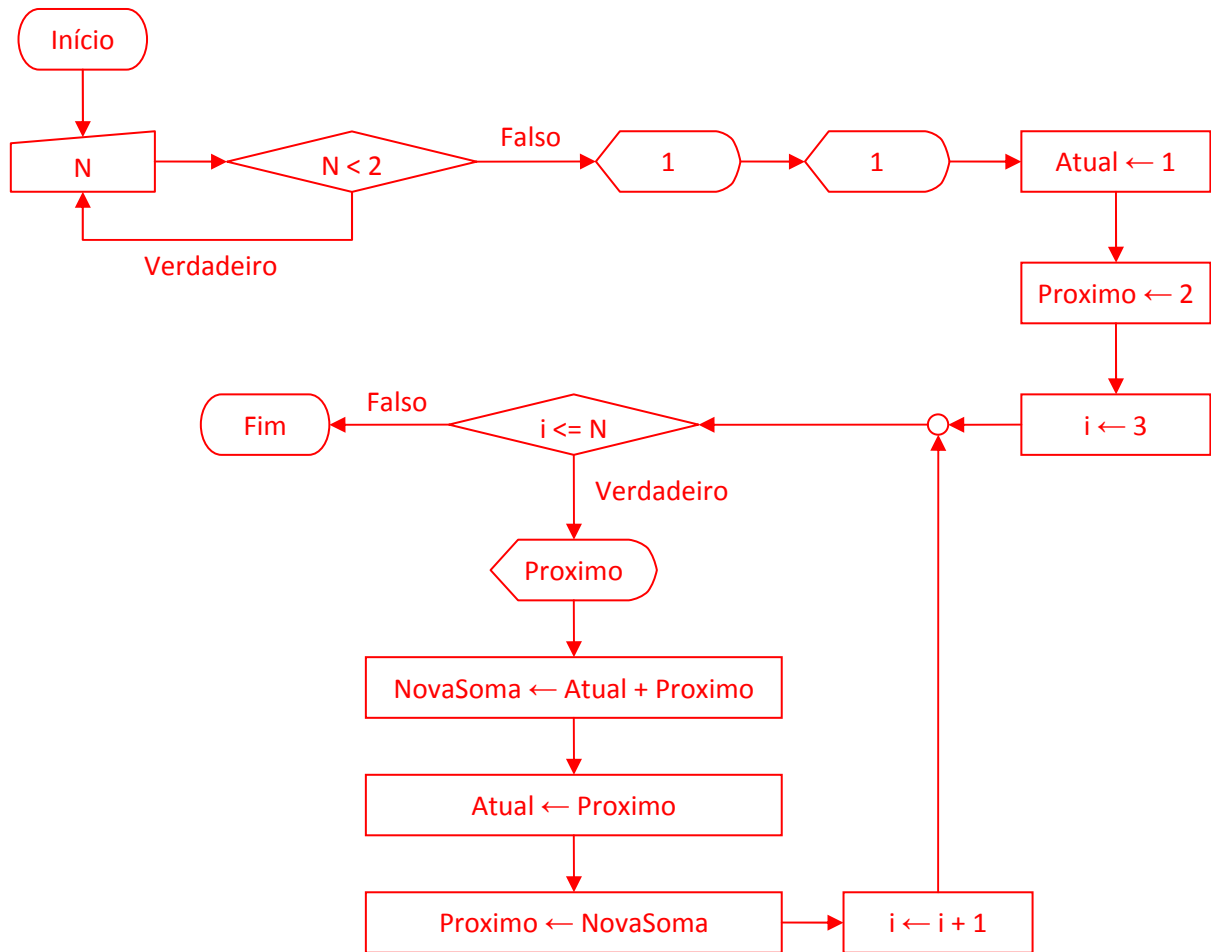 Início
N
N < 2
Falso
1
1
Atual ← 1
Verdadeiro
Proximo ← 2
Fim
Falso
i <= N
i ← 3
Verdadeiro
Proximo
NovaSoma ← Atual + Proximo
Atual ← Proximo
Proximo ← NovaSoma
i ← i + 1